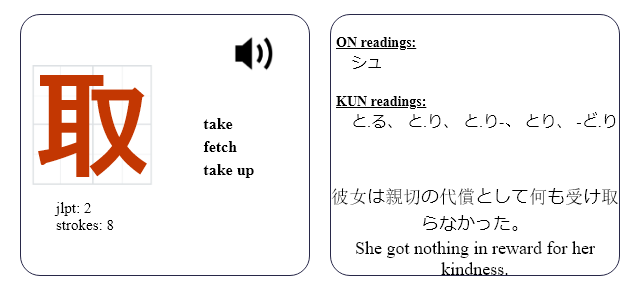 取
take
fetch
take up
jlpt: 2
strokes: 8
ON readings:
シュ
KUN readings:
と.る、 と.り、 と.り-、 とり、 -ど.り
彼女は親切の代償として何も受け取
らなかった。
She got nothing in reward for her
kindness.